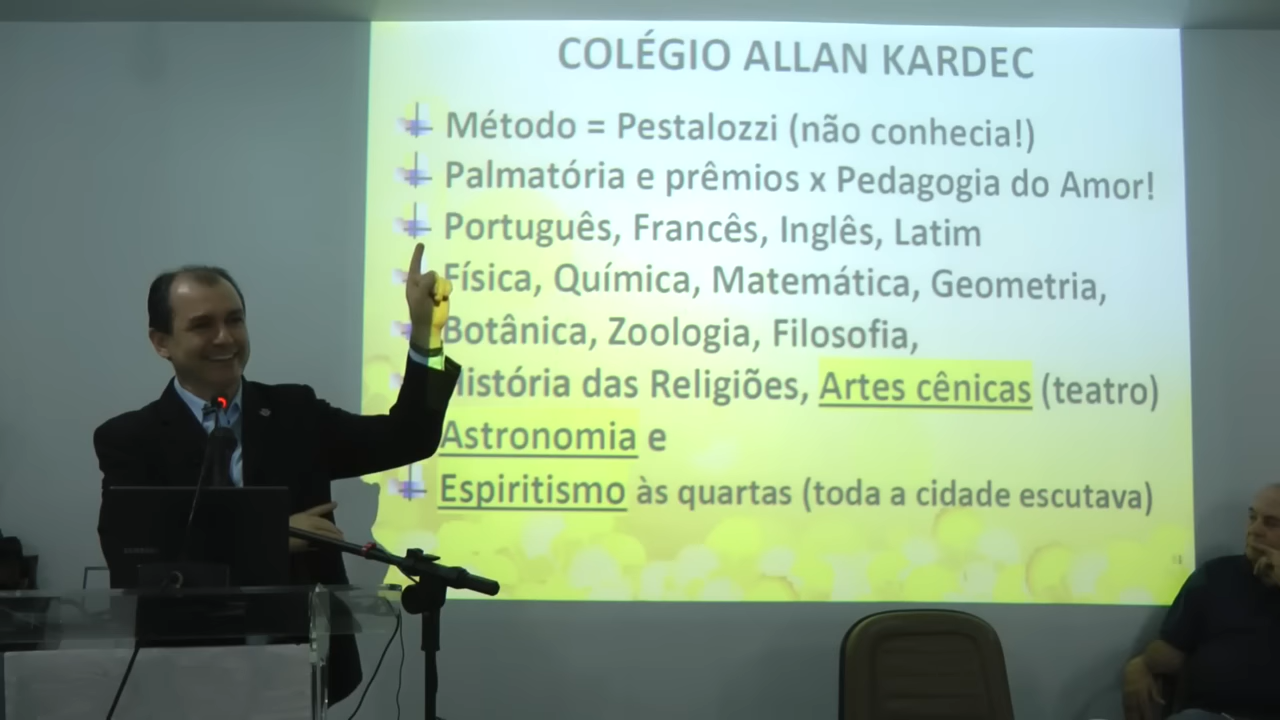 COLÉGIO ALLAN KARDEC
Método = Pestalozzi (não conhecia!)
Palmatória e prêmios x Pedagogia do Amor!
Português, Francês, Inglês, Latim
Física, Química, Matemática, Geometria,
Botânica, Zoologia, Filosofia,
História das Religiões, Artes cênicas (teatro)
Astronomia e
Espiritismo às quartas (toda a cidade escutava)